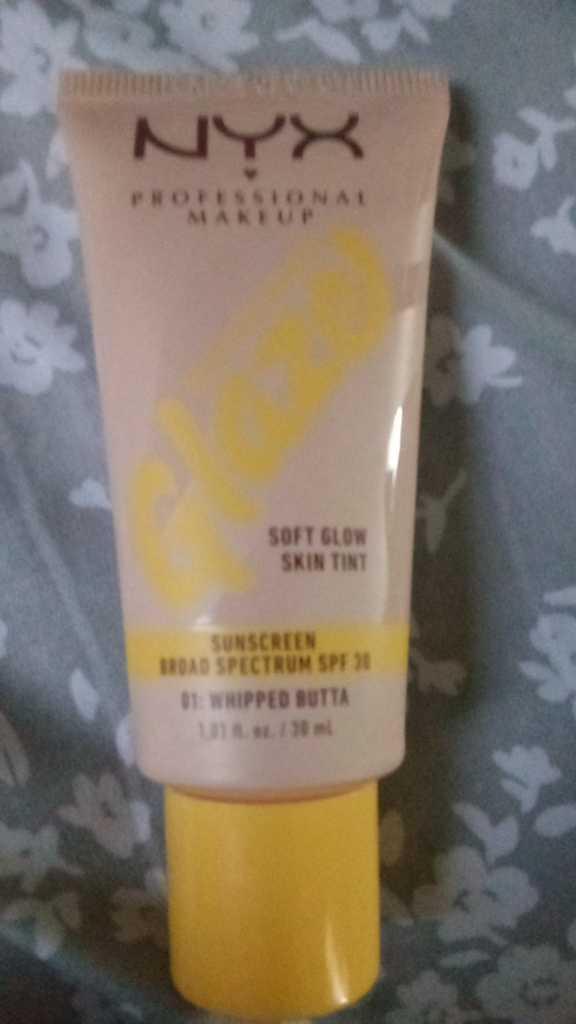 NYX
PROFESSIONAL
MAKEUP
Glaze
SOFT GLOW
SKIN TINT
SUNSCREEN
BROAD SPECTRUM SPF 30
01: WHIPPED BUTTA
1.01 fl. oz. / 30 mL